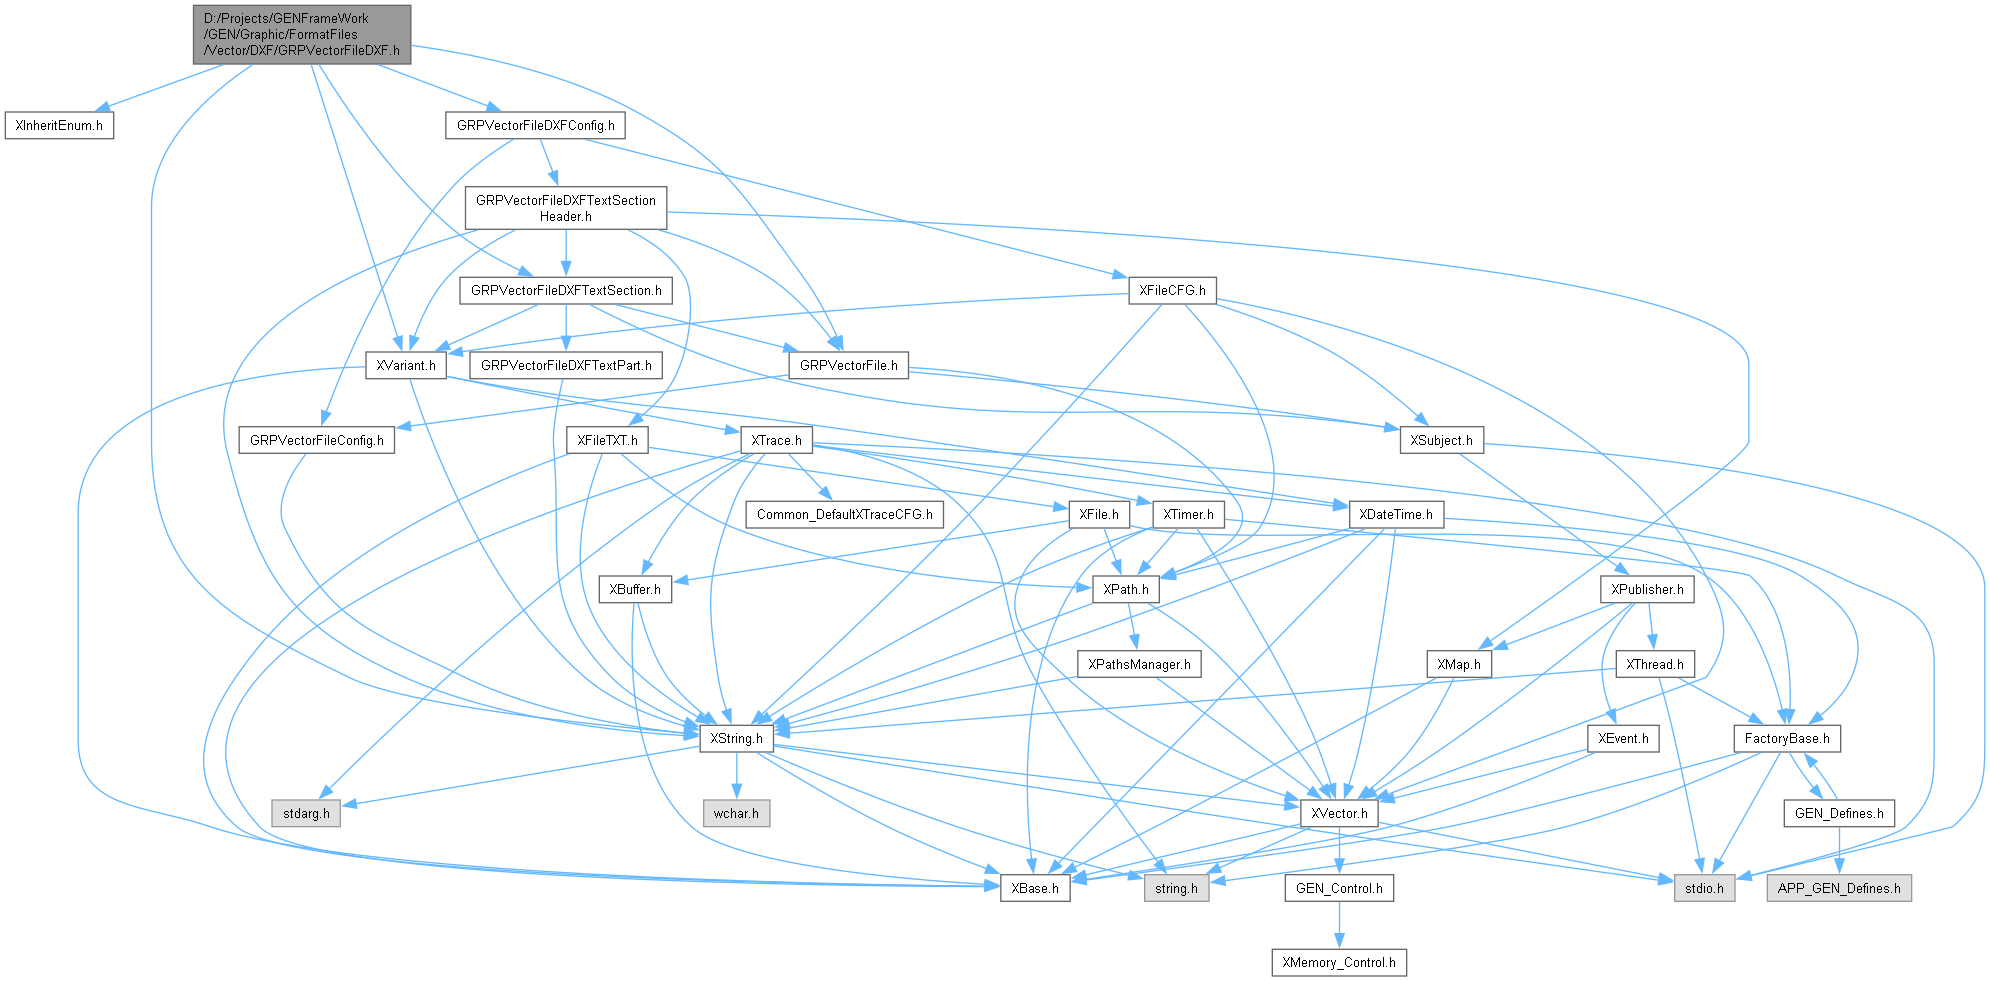 D:/Projects/GENFrameWork
/GEN/Graphic/FormatFiles
/Vector/DXF/GRPVectorFileDXF.h
XInheritEnum.h
GRPVectorFileDXFConfig.h
GRPVectorFileDXFTextSection
Header.h
GRPVectorFileDXFTextSection.h
XFileCFG.h
XVariant.h
GRPVectorFileDXFTextPart.h
GRPVectorFile.h
GRPVectorFileConfig.h
XFileTXT.h
XTrace.h
XSubject.h
Common_DefaultXTraceCFG.h
XFile.h
XTimer.h
XDateTime.h
XBuffer.h
XPath.h
XPublisher.h
XPathsManager.h
XMap.h
XThread.h
XString.h
XEvent.h
FactoryBase.h
stdarg.h
wchar.h
XVector.h
GEN_Defines.h
XBase.h
string.h
GEN_Control.h
stdio.h
APP_GEN_Defines.h
XMemory_Control.h